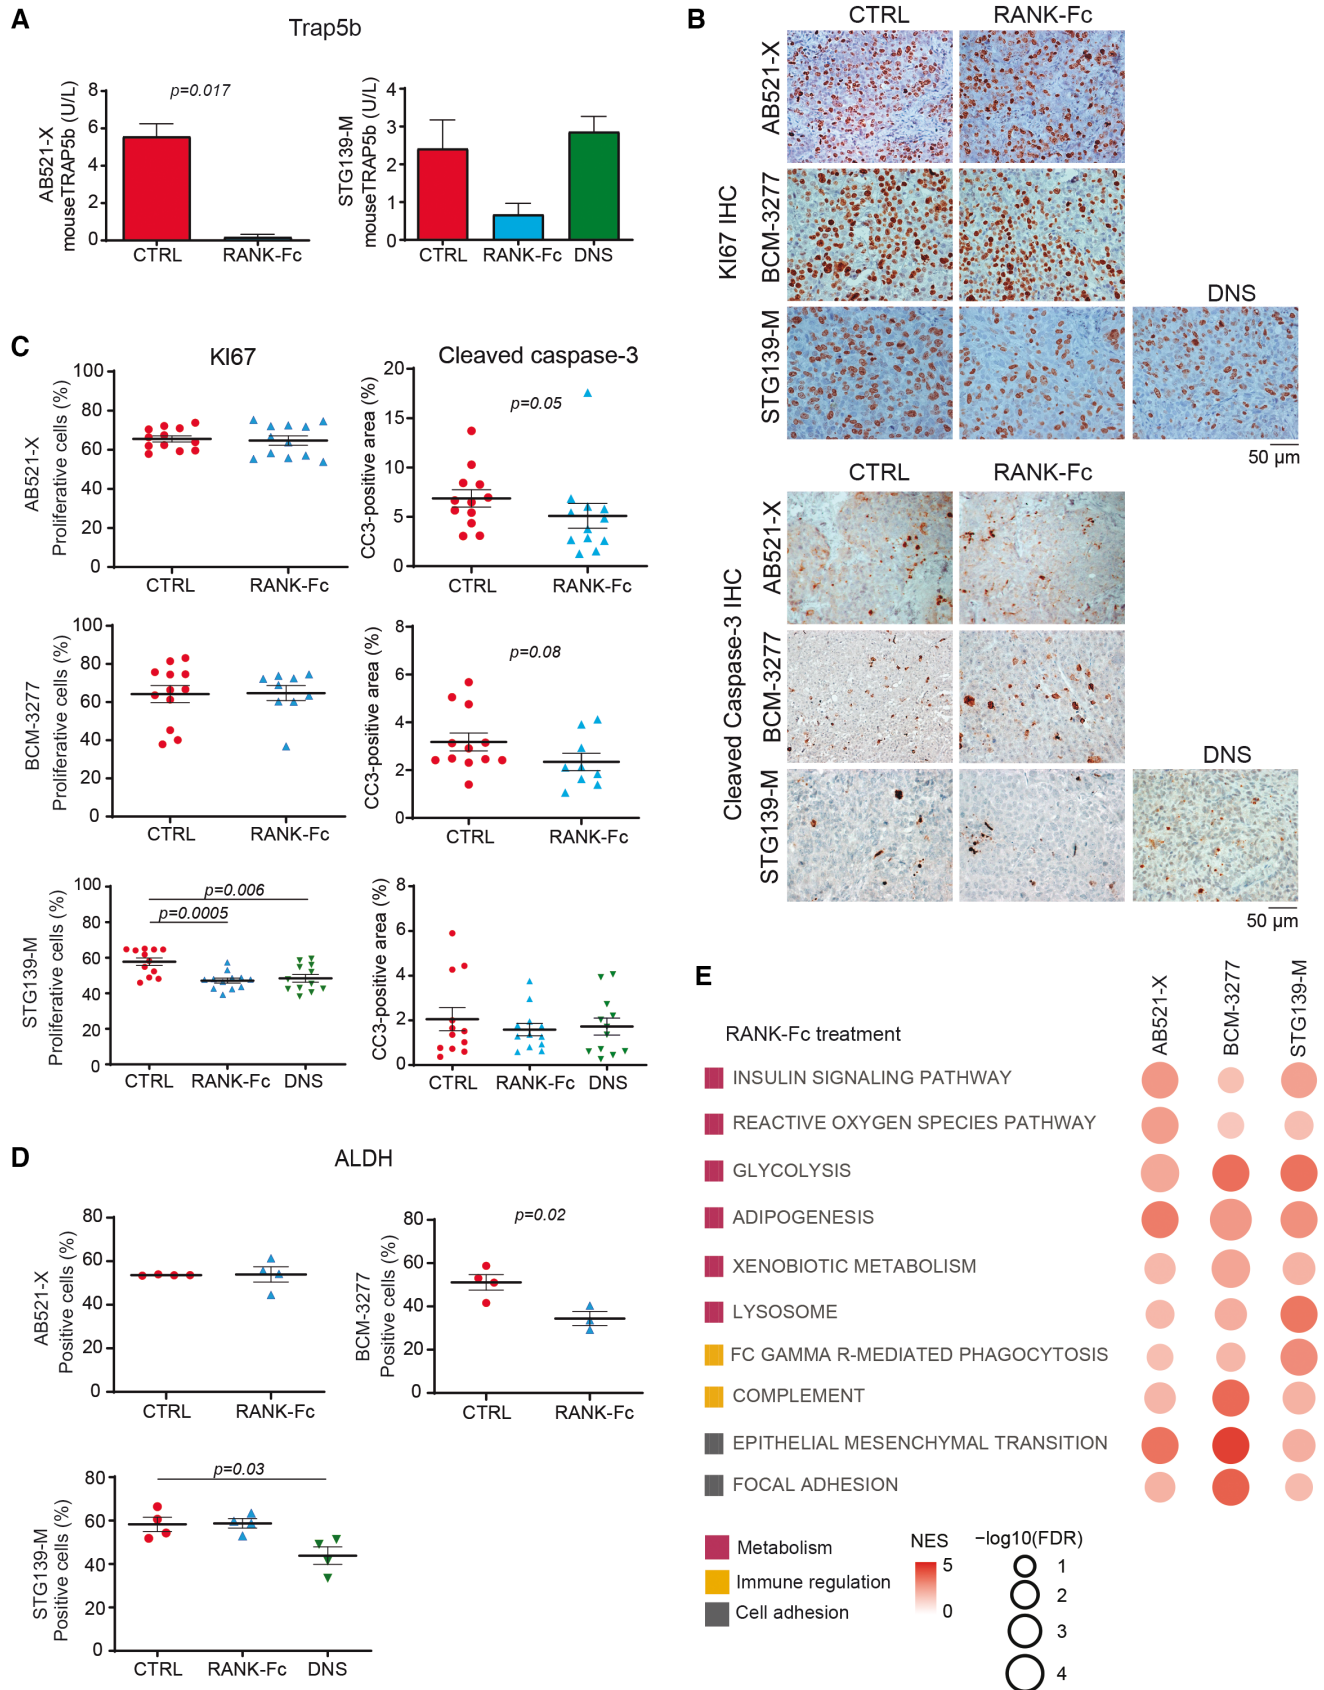 A
Trap5b
AB521-X
mouseTRAP5b (U/L)
8
6
4
2
0
p=0.017
CTRL
RANK-Fc
STG139-M
mouseTRAP5b (U/L)
4
3
2
1
0
CTRL
RANK-Fc
DNS
B
CTRL
RANK-Fc
KI67 IHC
AB521-X
BCM-3277
STG139-M
DNS
50 µm
CTRL
RANK-Fc
Cleaved Caspase-3 IHC
AB521-X
BCM-3277
STG139-M
DNS
50 µm
C
KI67
AB521-X
Proliferative cells (%)
100
80
60
40
20
0
CTRL
RANK-Fc
Cleaved caspase-3
CC3-positive area (%)
20
15
10
5
0
p=0.05
CTRL
RANK-Fc
BCM-3277
Proliferative cells (%)
100
80
60
40
20
0
CTRL
RANK-Fc
CC3-positive area (%)
8
6
4
2
0
p=0.08
CTRL
RANK-Fc
STG139-M
Proliferative cells (%)
100
80
60
40
20
0
p=0.006
p=0.0005
CTRL
RANK-Fc
DNS
CC3-positive area (%)
8
6
4
2
0
CTRL
RANK-Fc
DNS
D
ALDH
AB521-X
Positive cells (%)
80
60
40
20
0
CTRL
RANK-Fc
BCM-3277
Positive cells (%)
80
60
40
20
0
p=0.02
CTRL
RANK-Fc
STG139-M
Positive cells (%)
80
60
40
20
0
p=0.03
CTRL
RANK-Fc
DNS
E
RANK-Fc treatment
AB521-X
BCM-3277
STG139-M
INSULIN SIGNALING PATHWAY
REACTIVE OXYGEN SPECIES PATHWAY
GLYCOLYSIS
ADIPOGENESIS
XENOBIOTIC METABOLISM
LYSOSOME
FC GAMMA R-MEDIATED PHAGOCYTOSIS
COMPLEMENT
EPITHELIAL MESENCHYMAL TRANSITION
FOCAL ADHESION
Metabolism
Immune regulation
Cell adhesion
NES
5
0
−log10(FDR)
1
2
3
4